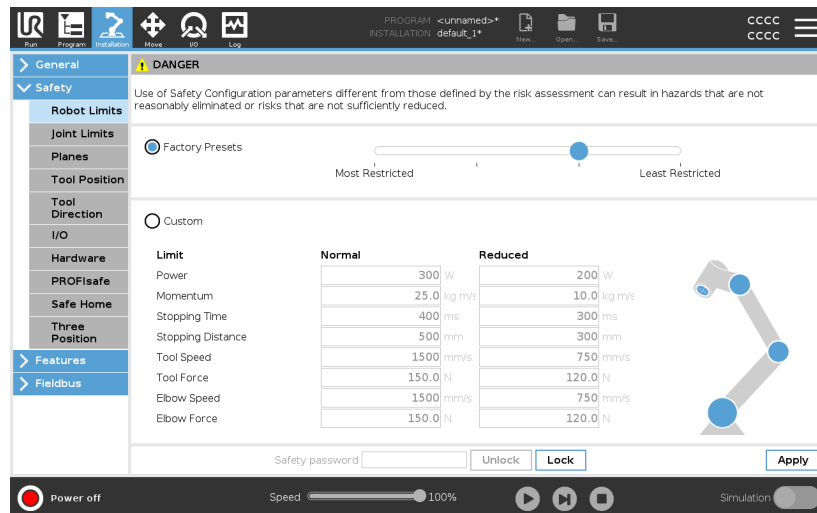 PROGRAM <unnamed>*
INSTALLATION default_1*
Run Program Installation Move I/O Log New... Open... Save...
CCCC
CCCC
General
Safety
Robot Limits
Joint Limits
Planes
Tool Position
Tool
Direction
I/O
Hardware
PROFIsafe
Safe Home
Three
Position
Features
Fieldbus
DANGER
Use of Safety Configuration parameters different from those defined by the risk assessment can result in hazards that are not
reasonably eliminated or risks that are not sufficiently reduced.
Factory Presets
Most Restricted Least Restricted
Custom
Limit Normal Reduced
Power 300 W 200 W
Momentum 25.0 kg m/s 10.0 kg m/s
Stopping Time 400 ms 300 ms
Stopping Distance 500 mm 300 mm
Tool Speed 1500 mm/s 750 mm/s
Tool Force 150.0 N 120.0 N
Elbow Speed 1500 mm/s 750 mm/s
Elbow Force 150.0 N 120.0 N
Safety password Unlock Lock Apply
Power off Speed 100% Simulation